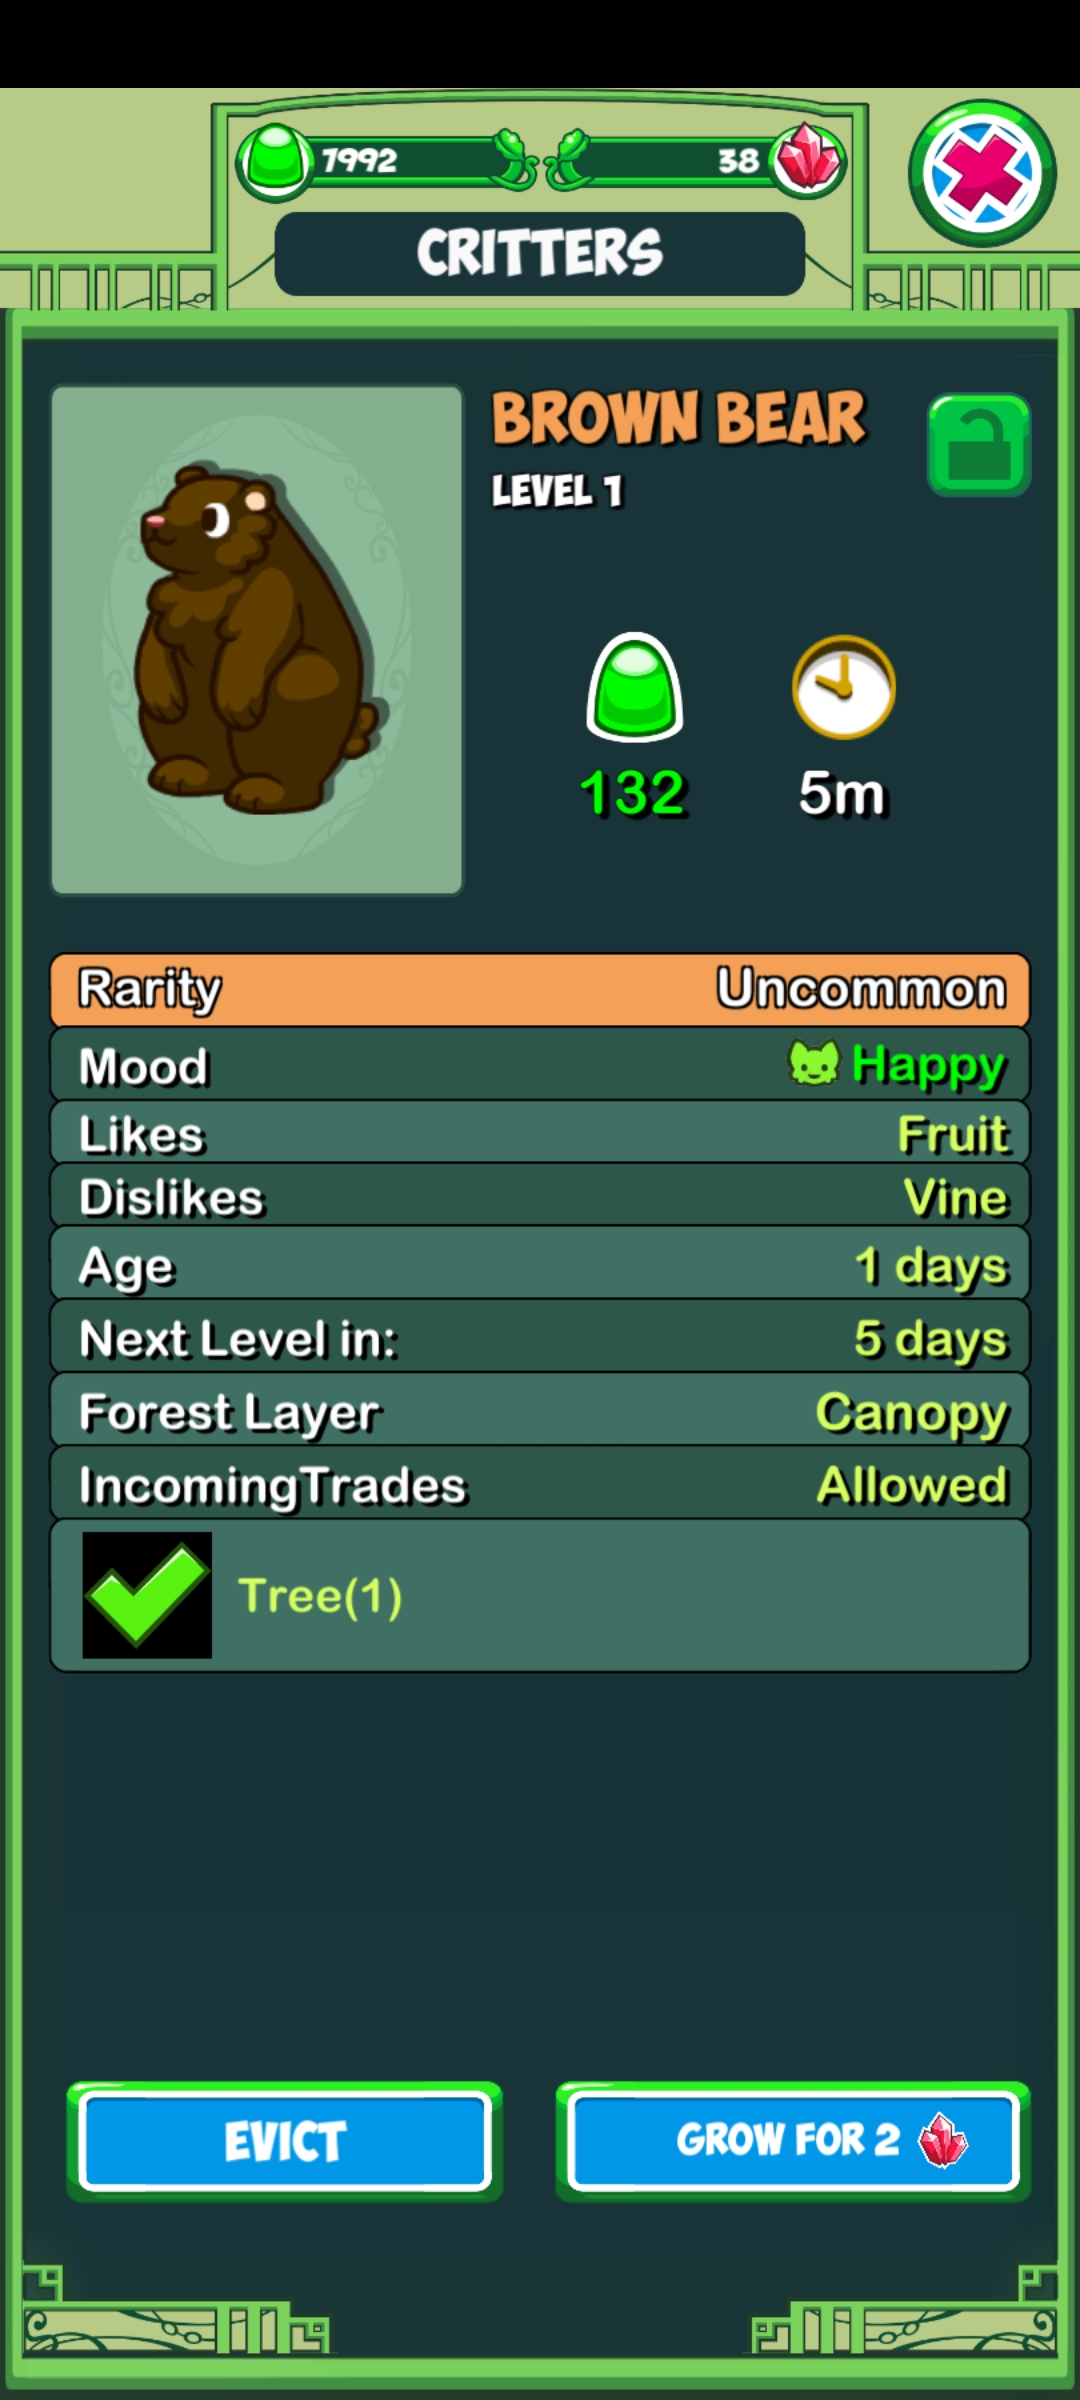 7992
38
CRITTERS
BROWN BEAR
LEVEL 1
132
5m
Rarity Uncommon
Mood Happy
Likes Fruit
Dislikes Vine
Age 1 days
Next Level in: 5 days
Forest Layer Canopy
IncomingTrades Allowed
Tree(1)
EVICT
GROW FOR 2